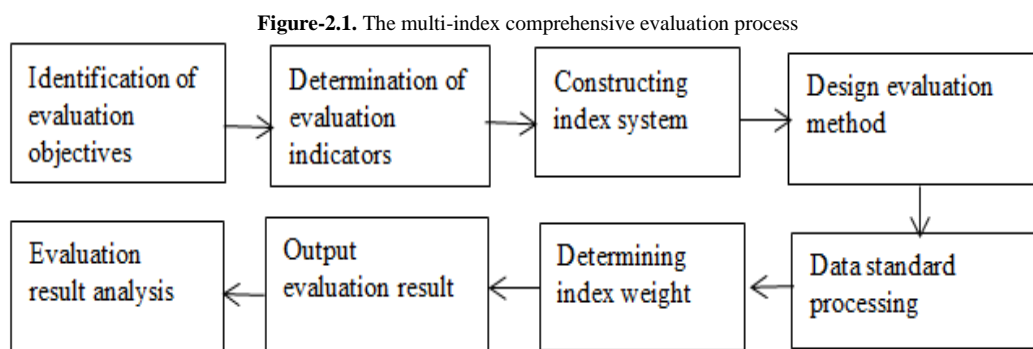 Figure-2.1. The multi-index comprehensive evaluation process
Identification of
evaluation
objectives
Determination of
evaluation
indicators
Constructing
index system
Design evaluation
method
Data standard
processing
Determining
index weight
Output
evaluation result
Evaluation
result analysis